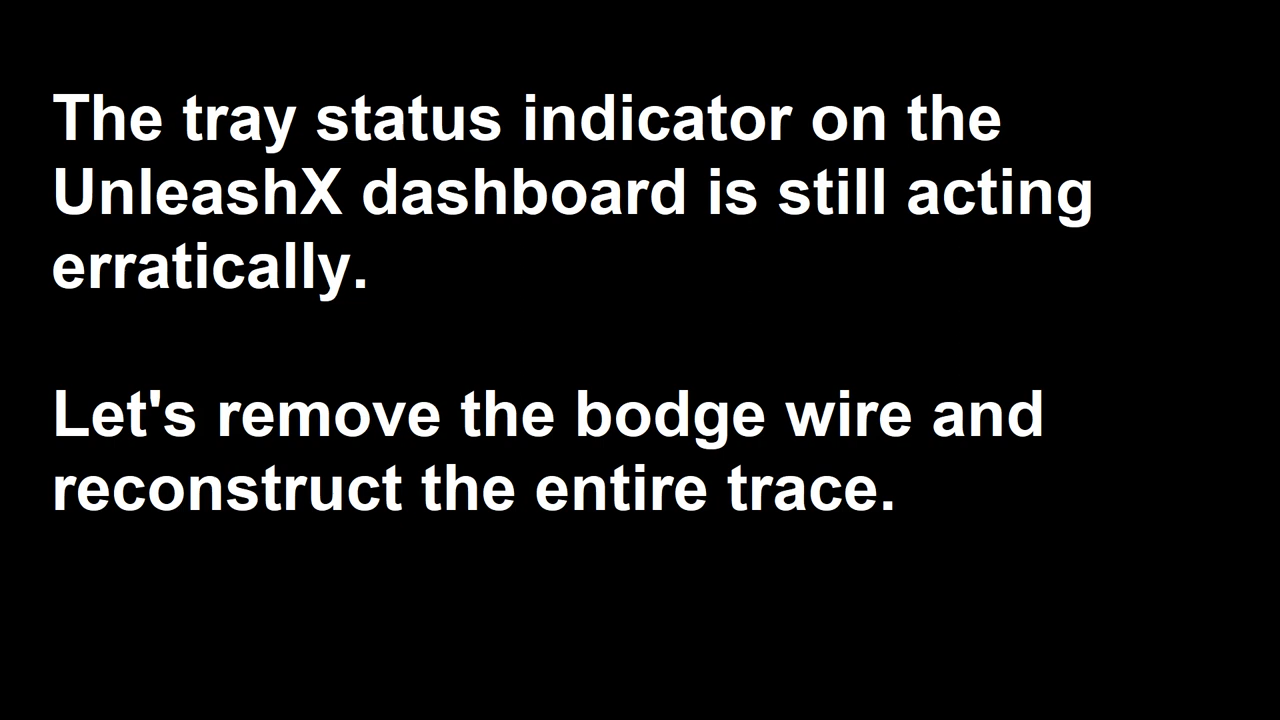 The tray status indicator on the
UnleashX dashboard is still acting
erratically.
Let's remove the bodge wire and
reconstruct the entire trace.